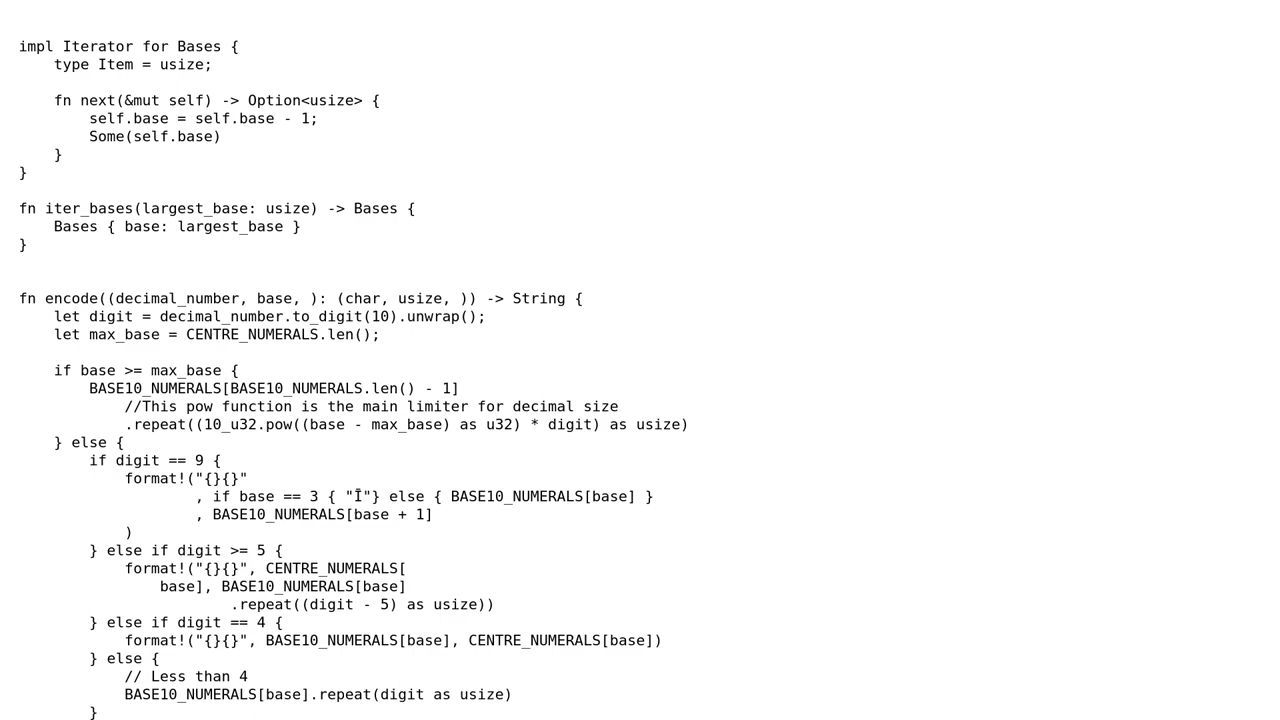 impl Iterator for Bases {
    type Item = usize;

    fn next(&mut self) -> Option<usize> {
        self.base = self.base - 1;
        Some(self.base)
    }
}

fn iter_bases(largest_base: usize) -> Bases {
    Bases { base: largest_base }
}


fn encode((decimal_number, base, ): (char, usize, )) -> String {
    let digit = decimal_number.to_digit(10).unwrap();
    let max_base = CENTRE_NUMERALS.len();

    if base >= max_base {
        BASE10_NUMERALS[BASE10_NUMERALS.len() - 1]
            //This pow function is the main limiter for decimal size
            .repeat((10_u32.pow((base - max_base) as u32) * digit) as usize)
    } else {
        if digit == 9 {
            format!("{}{}"
                    , if base == 3 { "Ī"} else { BASE10_NUMERALS[base] }
                    , BASE10_NUMERALS[base + 1]
            )
        } else if digit >= 5 {
            format!("{}{}", CENTRE_NUMERALS[
                base], BASE10_NUMERALS[base]
                        .repeat((digit - 5) as usize))
        } else if digit == 4 {
            format!("{}{}", BASE10_NUMERALS[base], CENTRE_NUMERALS[base])
        } else {
            // Less than 4
            BASE10_NUMERALS[base].repeat(digit as usize)
        }